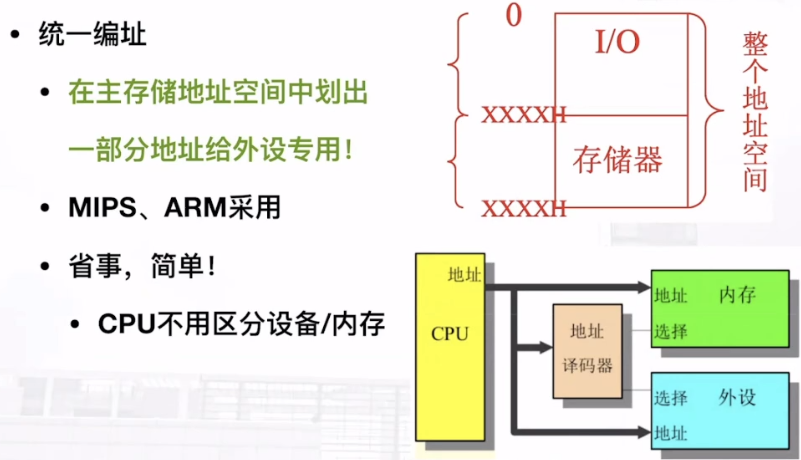 统一编址
在主存储地址空间中划出
一部分地址给外设专用！
MIPS、ARM采用
省事，简单！
CPU不用区分设备/内存
0
I/O
XXXXH
存储器
XXXXH
整个地址空间
CPU
地址
地址
译码器
地址
内存
选择
选择
外设
地址